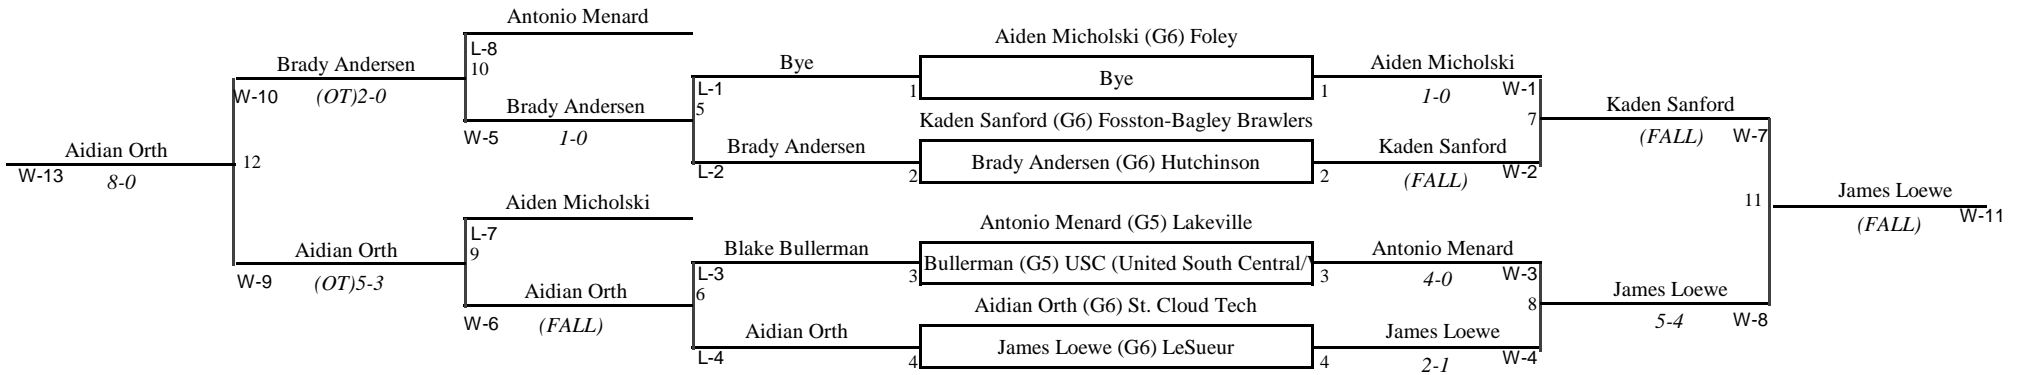 Antonio Menard
L-8
10
Brady Andersen
W-10
(OT)2-0
Brady Andersen
W-5
1-0
Aidian Orth
W-13
8-0
12
Aiden Micholski
L-7
9
Aidian Orth
W-9
(OT)5-3
Aidian Orth
W-6
(FALL)
Bye
L-1
5
Brady Andersen
L-2
Blake Bullerman
L-3
6
Aidian Orth
L-4
Aiden Micholski (G6) Foley
1 Bye 1
Kaden Sanford (G6) Fosston-Bagley Brawlers
2 Brady Andersen (G6) Hutchinson 2
Antonio Menard (G5) Lakeville
3 Bullerman (G5) USC (United South Central/ 3
Aidian Orth (G6) St. Cloud Tech
4 James Loewe (G6) LeSueur 4
Aiden Micholski
1-0
W-1
7
Kaden Sanford
(FALL)
W-2
Antonio Menard
4-0
W-3
8
James Loewe
2-1
W-4
Kaden Sanford
(FALL)
W-7
11
James Loewe
5-4
W-8
James Loewe
(FALL)
W-11